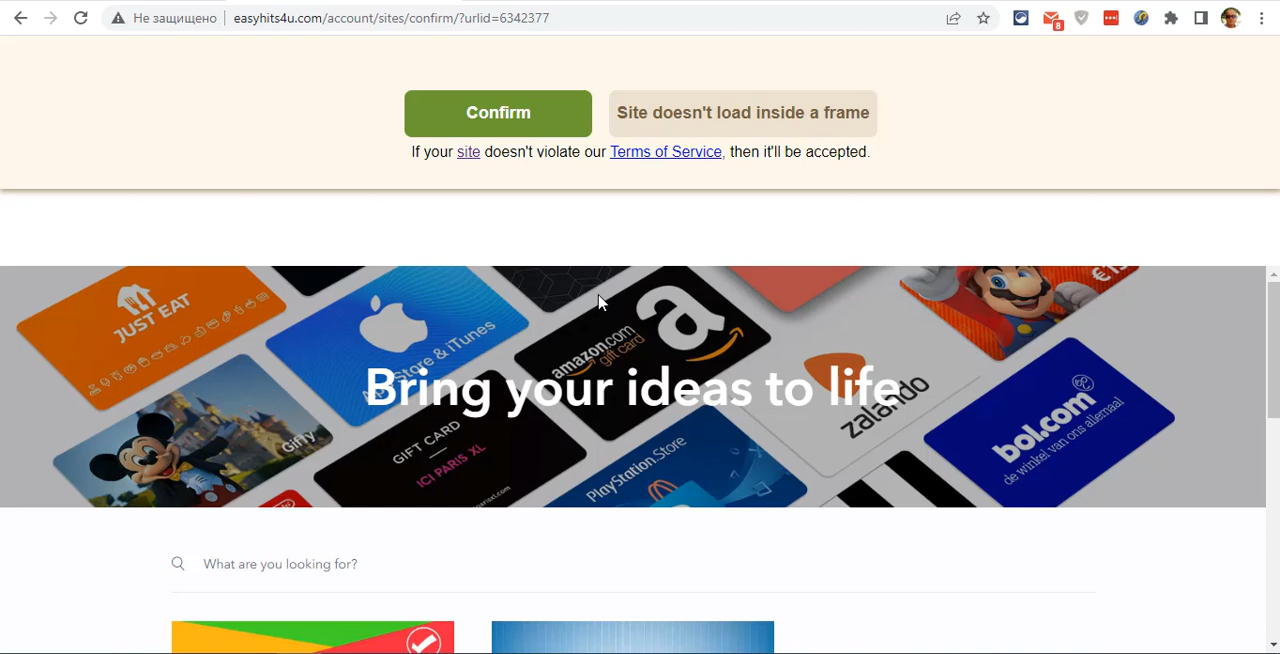 Не защищено easyhits4u.com/account/sites/confirm/?urlid=6342377
8
Confirm Site doesn't load inside a frame
If your site doesn't violate our Terms of Service, then it'll be accepted.
JUST EAT
App Store & iTunes
amazon.com
gift card
€15
Bring your ideas to life
zalando
bol.com
de winkel van ons allemaal
Gifty
GIFT CARD
ICI PARIS XL
PlayStation.Store
What are you looking for?